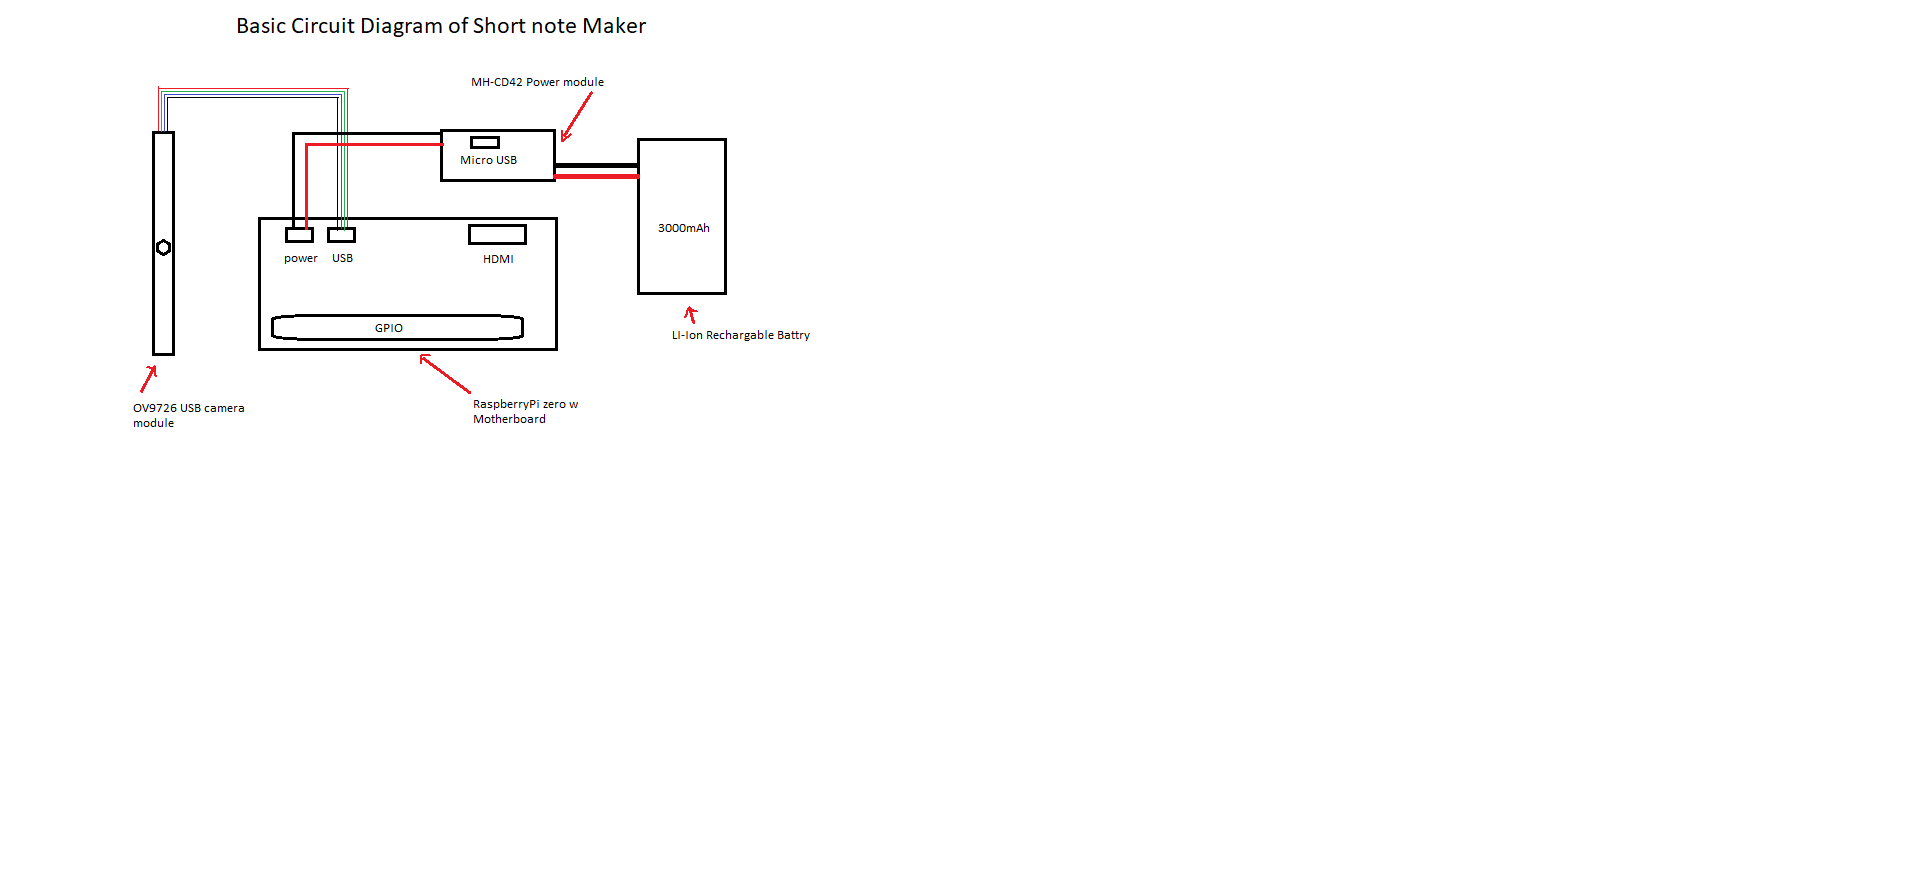 Basic Circuit Diagram of Short note Maker
MH-CD42 Power module
Micro USB
3000mAh
power
USB
HDMI
GPIO
LI-Ion Rechargable Battry
OV9726 USB camera
module
RaspberryPi zero w
Motherboard